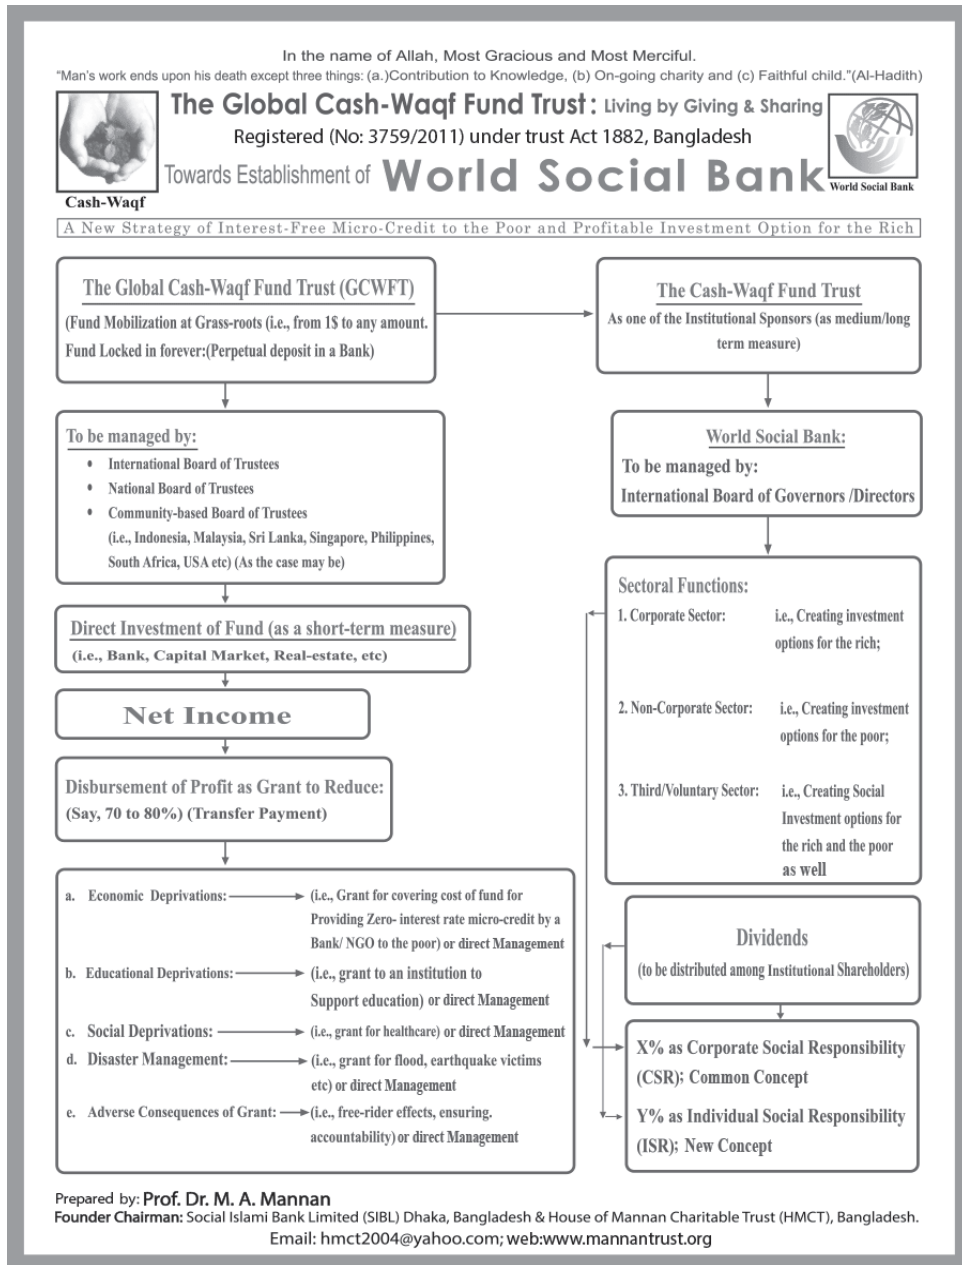 In the name of Allah, Most Gracious and Most Merciful.
"Man's work ends upon his death except three things: (a.)Contribution to Knowledge, (b) On-going charity and (c) Faithful child."(Al-Hadith)
The Global Cash-Waqf Fund Trust: Living by Giving & Sharing
Registered (No: 3759/2011) under trust Act 1882, Bangladesh
Towards Establishment of World Social Bank
Cash-Waqf
World Social Bank
A New Strategy of Interest-Free Micro-Credit to the Poor and Profitable Investment Option for the Rich
The Global Cash-Waqf Fund Trust (GCWFT)
(Fund Mobilization at Grass-roots (i.e., from 1$ to any amount.
Fund Locked in forever:(Perpetual deposit in a Bank)
The Cash-Waqf Fund Trust
As one of the Institutional Sponsors (as medium/long
term measure)
To be managed by:
• International Board of Trustees
• National Board of Trustees
• Community-based Board of Trustees
(i.e., Indonesia, Malaysia, Sri Lanka, Singapore, Philippines,
South Africa, USA etc) (As the case may be)
World Social Bank:
To be managed by:
International Board of Governors /Directors
Direct Investment of Fund (as a short-term measure)
(i.e., Bank, Capital Market, Real-estate, etc)
Net Income
Disbursement of Profit as Grant to Reduce:
(Say, 70 to 80%) (Transfer Payment)
Sectoral Functions:
1. Corporate Sector: i.e., Creating investment
options for the rich;
2. Non-Corporate Sector: i.e., Creating investment
options for the poor;
3. Third/Voluntary Sector: i.e., Creating Social
Investment options for
the rich and the poor
as well
a. Economic Deprivations: (i.e., Grant for covering cost of fund for
Providing Zero- interest rate micro-credit by a
Bank/ NGO to the poor) or direct Management
b. Educational Deprivations: (i.e., grant to an institution to
Support education) or direct Management
c. Social Deprivations: (i.e., grant for healthcare) or direct Management
d. Disaster Management: (i.e., grant for flood, earthquake victims
etc) or direct Management
e. Adverse Consequences of Grant: (i.e., free-rider effects, ensuring.
accountability) or direct Management
Dividends
(to be distributed among Institutional Shareholders)
X% as Corporate Social Responsibility
(CSR); Common Concept
Y% as Individual Social Responsibility
(ISR); New Concept
Prepared by: Prof. Dr. M. A. Mannan
Founder Chairman: Social Islami Bank Limited (SIBL) Dhaka, Bangladesh & House of Mannan Charitable Trust (HMCT), Bangladesh.
Email: hmct2004@yahoo.com; web:www.mannantrust.org